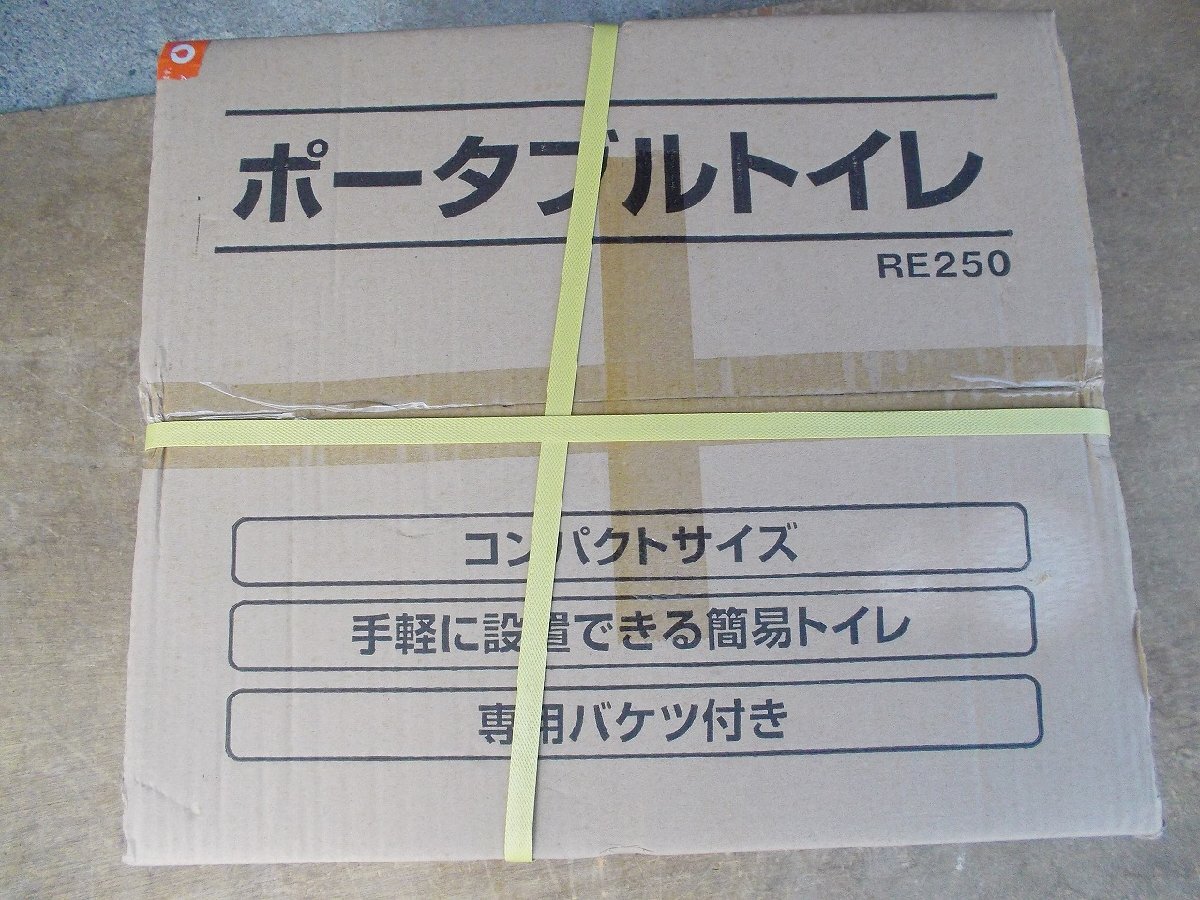 ポータブルトイレ
RE250
コンパクトサイズ
手軽に設置できる簡易トイレ
専用バケツ付き